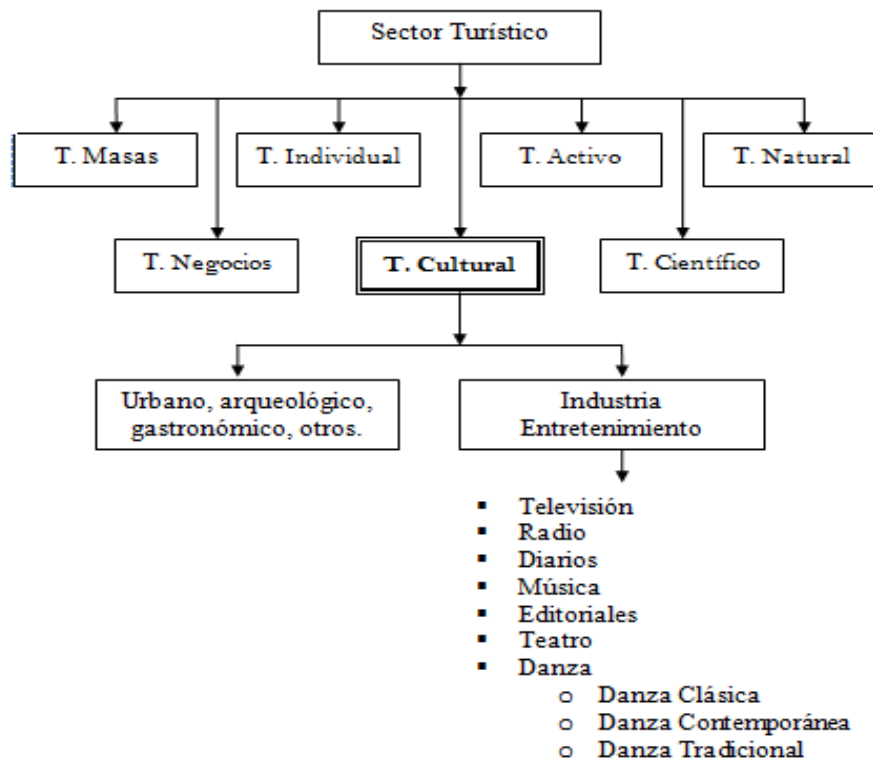 Sector Turístico
T. Masas
T. Individual
T. Activo
T. Natural
T. Negocios
T. Cultural
T. Científico
Urbano, arqueológico,
gastronómico, otros.
Industria
Entretenimiento
▪ Televisión
▪ Radio
▪ Diarios
▪ Música
▪ Editoriales
▪ Teatro
▪ Danza
o Danza Clásica
o Danza Contemporánea
o Danza Tradicional